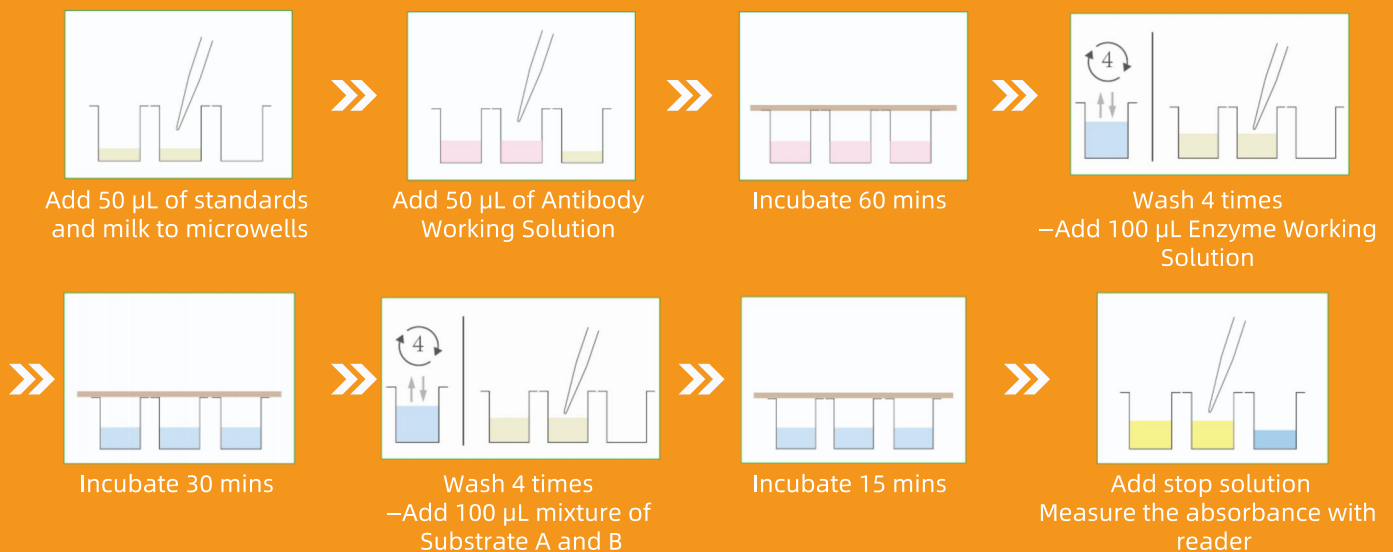 Add 50 μL of standards
and milk to microwells
Add 50 μL of Antibody
Working Solution
Incubate 60 mins
4
Wash 4 times
–Add 100 μL Enzyme Working
Solution
Incubate 30 mins
4
Wash 4 times
–Add 100 μL mixture of
Substrate A and B
Incubate 15 mins
Add stop solution
Measure the absorbance with
reader